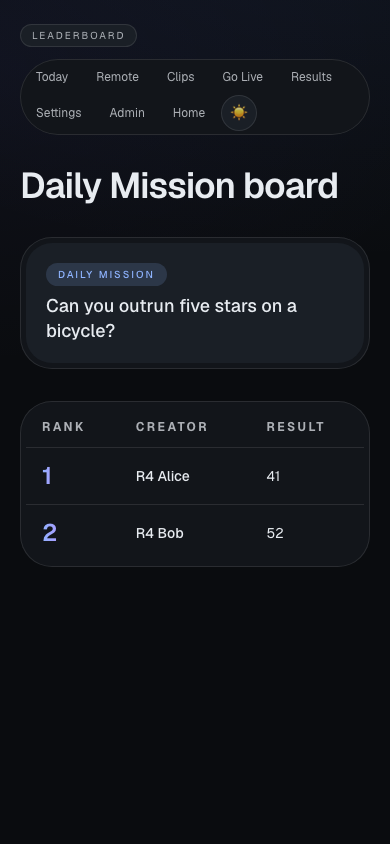 LEADERBOARD
Today Remote Clips Go Live Results
Settings Admin Home
Daily Mission board
DAILY MISSION
Can you outrun five stars on a
bicycle?
RANK CREATOR RESULT
1 R4 Alice 41
2 R4 Bob 52